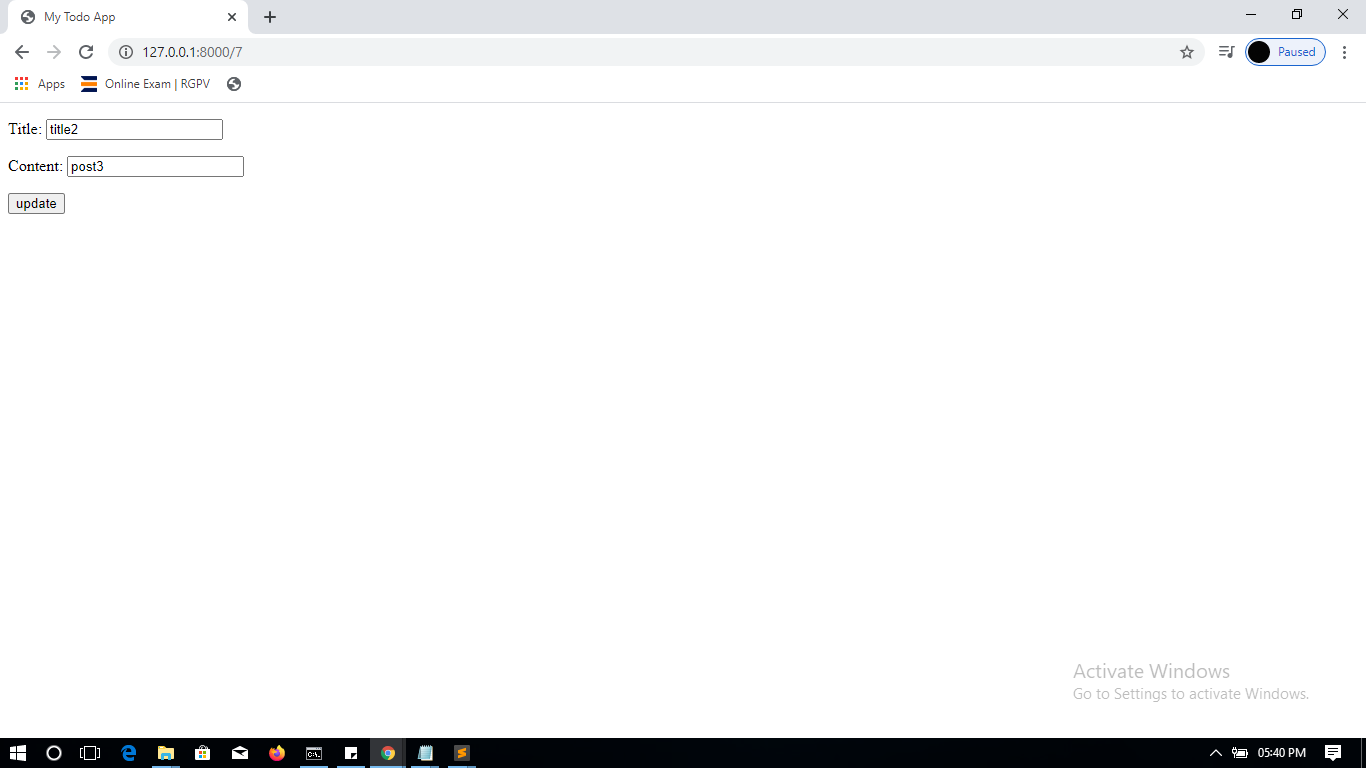 My Todo App
127.0.0.1:8000/7
Paused
Apps
Online Exam | RGPV
Title: title2
Content: post3
update
Activate Windows
Go to Settings to activate Windows.
05:40 PM